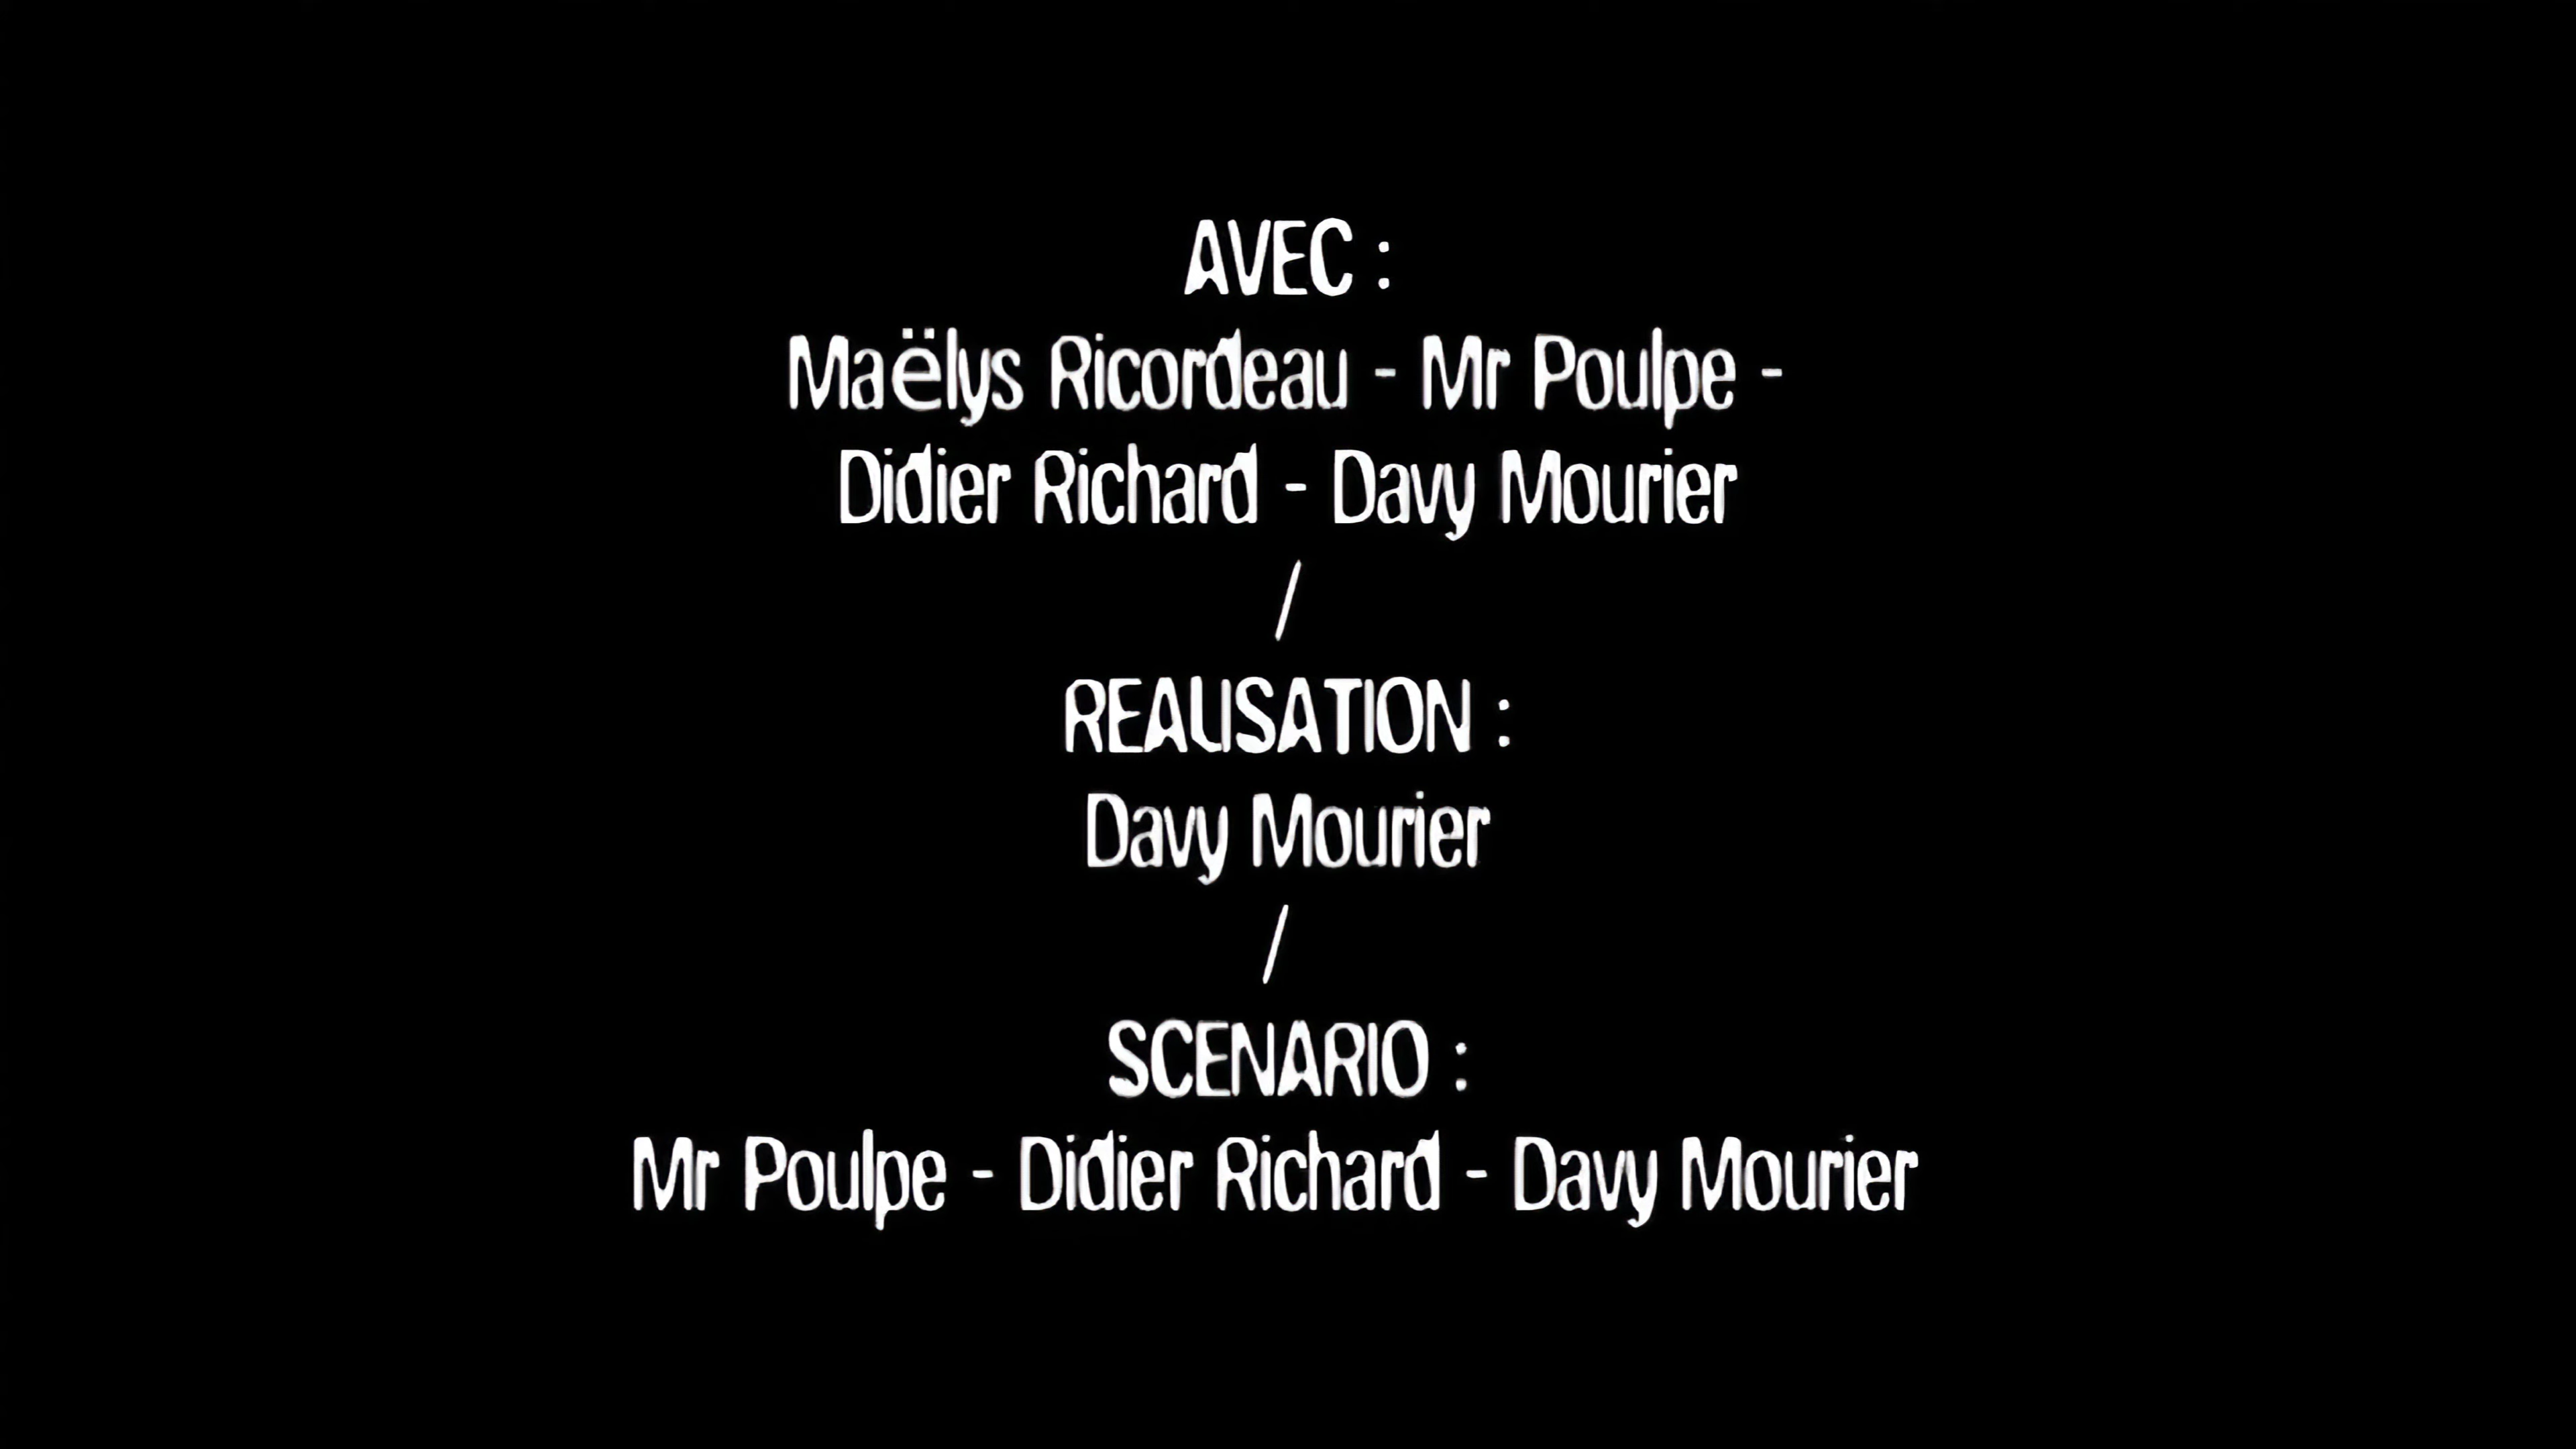 AVEC :
Maëlys Ricordeau - Mr Poulpe -
Didier Richard - Davy Mourier
/
REALISATION :
Davy Mourier
/
SCENARIO :
Mr Poulpe - Didier Richard - Davy Mourier